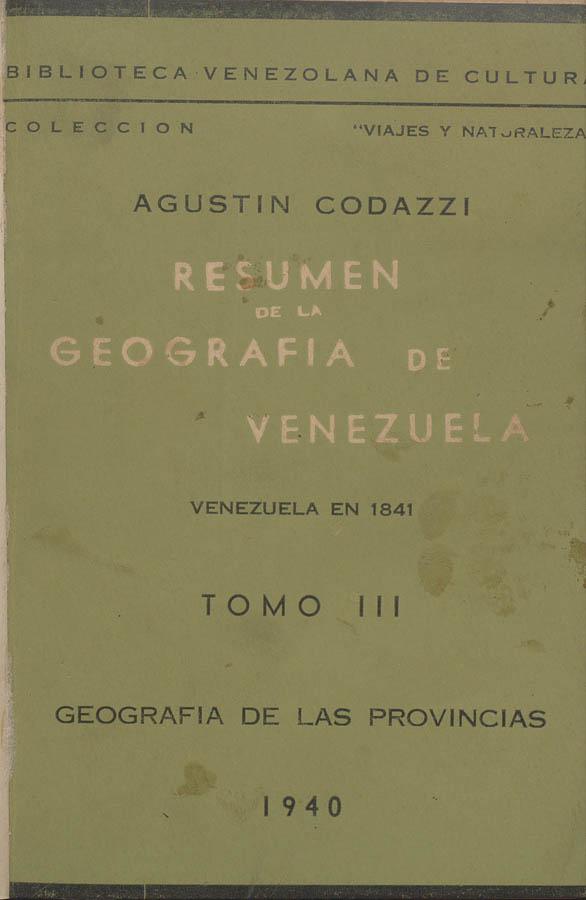 BIBLIOTECA VENEZOLANA DE CULTURA
COLECCION "VIAJES Y NATURALEZA
AGUSTIN CODAZZI
RESUMEN
DE LA
GEOGRAFIA DE
VENEZUELA
VENEZUELA EN 1841
TOMO III
GEOGRAFIA DE LAS PROVINCIAS
1940